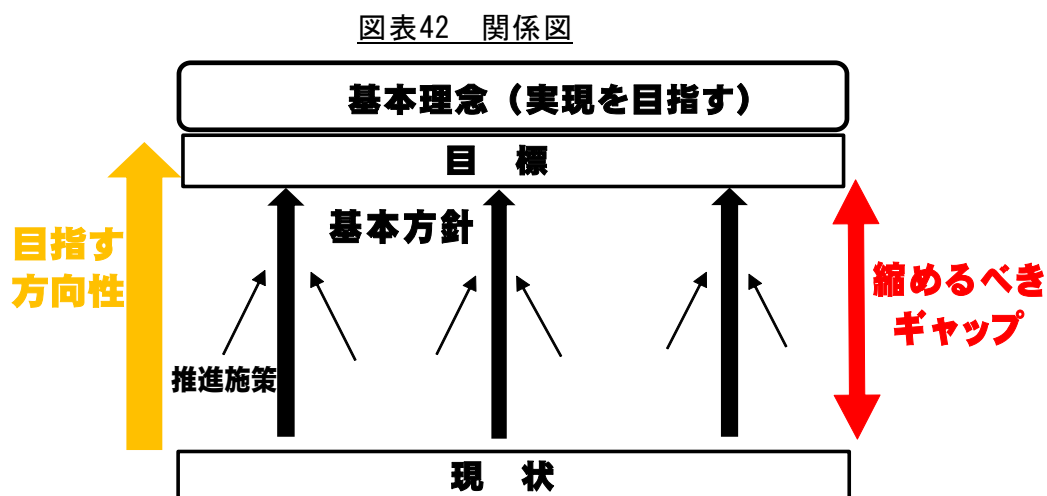 図表42　関係図
基本理念（実現を目指す）
目　標
基本方針
目指す
方向性
縮めるべき
ギャップ
推進施策
現　状